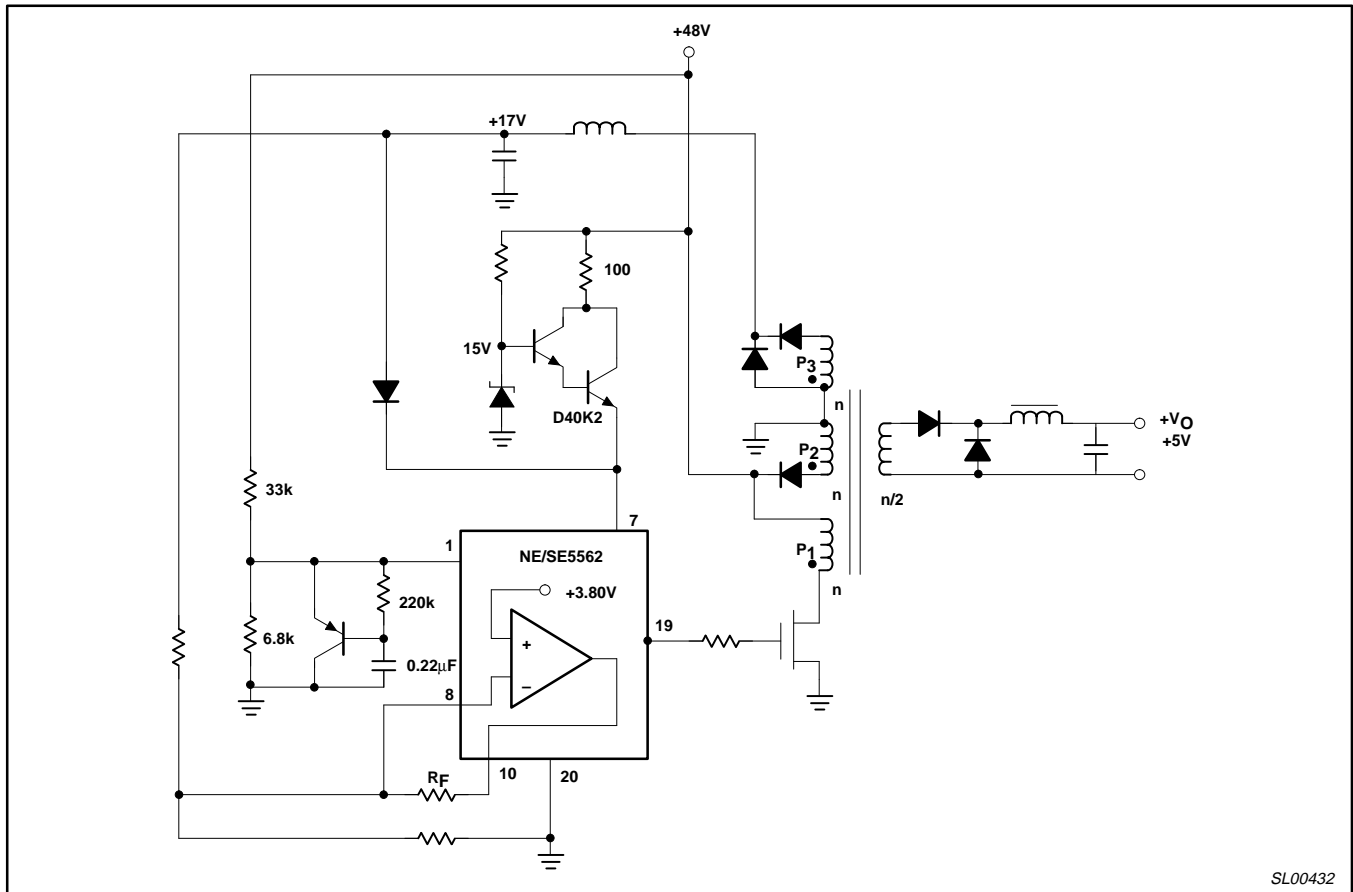 +48V
+17V
100
15V
D40K2
P3
n
P2
n
n/2
P1
n
+VO
+5V
33k
7
1
NE/SE5562
+3.80V
220k
6.8k
19
0.22μF
+
−
8
10
20
RF
SL00432